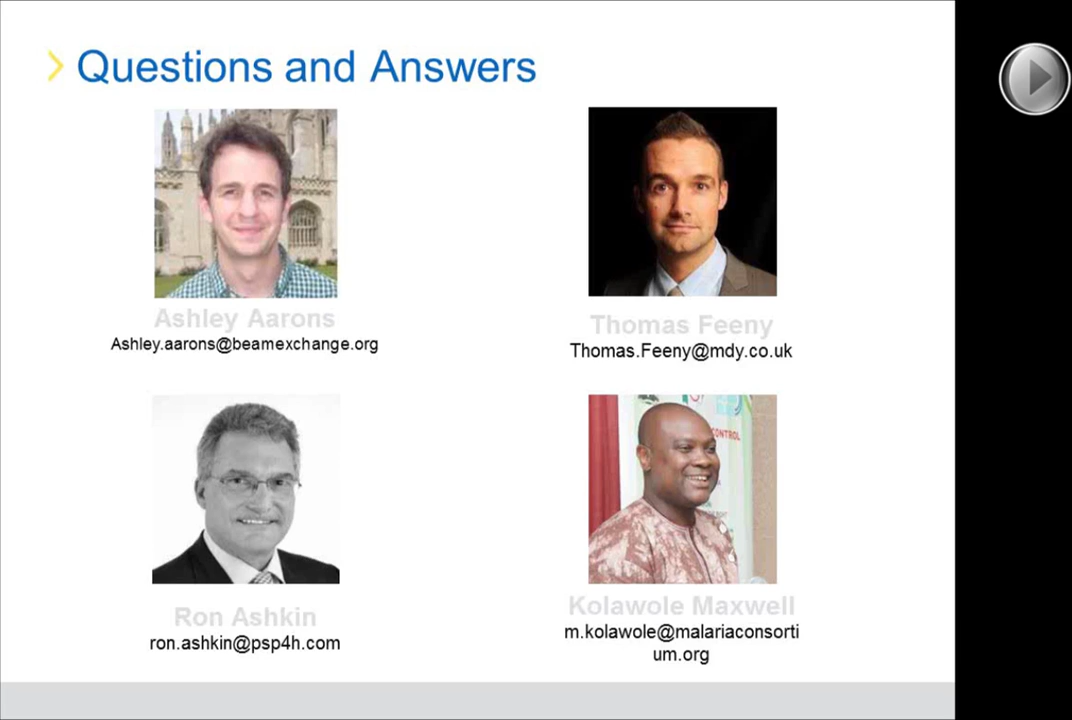 Questions and Answers
Ashley Aarons
Ashley.aarons@beamexchange.org
Thomas Feeny
Thomas.Feeny@mdy.co.uk
CONTROL
Ron Ashkin
ron.ashkin@psp4h.com
Kolawole Maxwell
m.kolawole@malariaconsorti
um.org